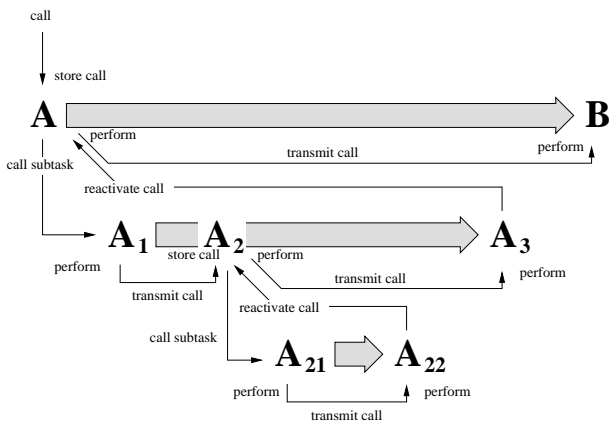 call
store call
A B
perform perform
transmit call
call subtask
reactivate call
A1 A2 A3
store call perform
perform perform
transmit call transmit call
reactivate call
call subtask
A21 A22
perform perform
transmit call